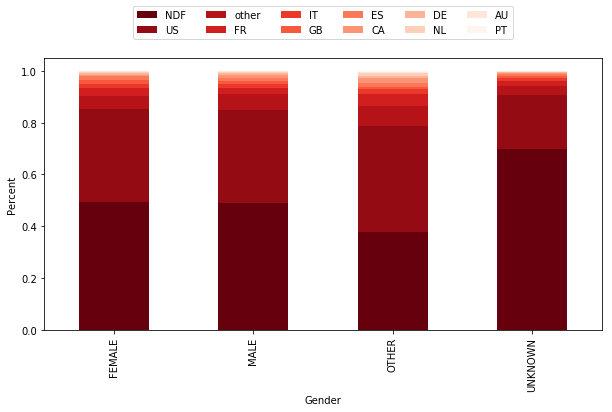 NDF other IT ES DE AU
US FR GB CA NL PT
1.0
0.8
0.6
0.4
0.2
0.0
Percent
FEMALE MALE OTHER UNKNOWN
Gender